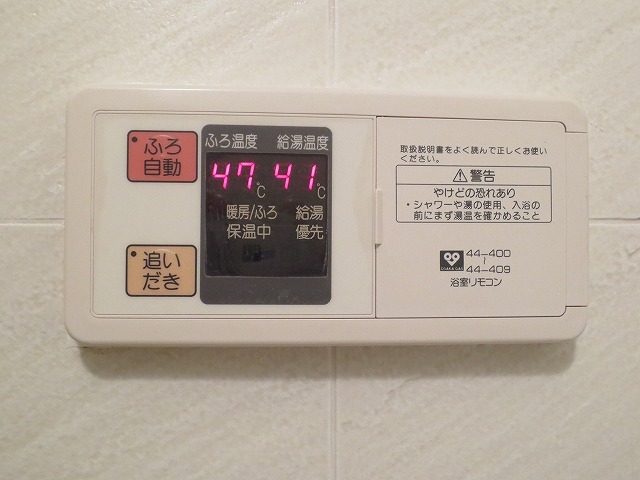 ふろ
自動
追い
だき
ふろ温度 給湯温度
47℃ 41℃
暖房/ふろ 給湯
保温中 優先
取扱説明書をよく読んで正しくお使い
ください。
⚠警告
やけどの恐れあり
・シャワーや湯の使用、入浴の
前にまず湯温を確かめること
OSAKA GAS
44-400
~
44-409
浴室リモコン